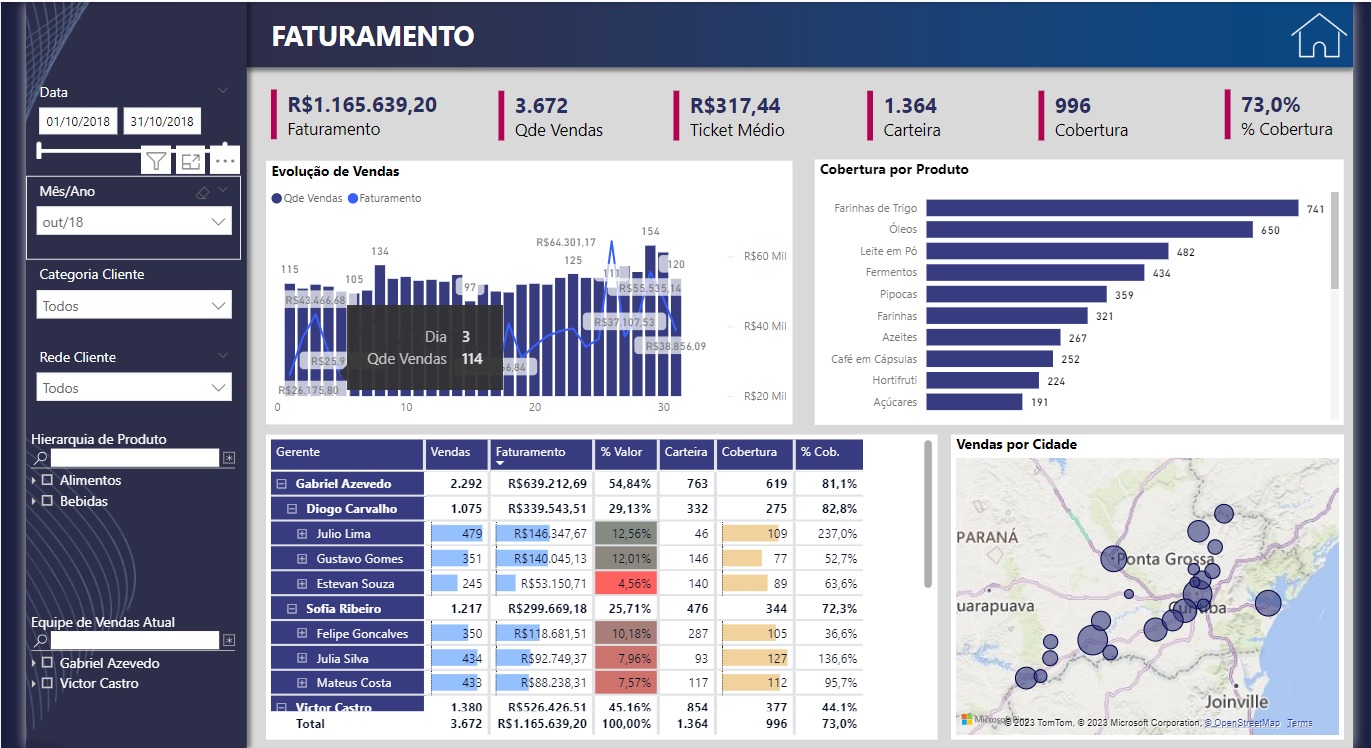 FATURAMENTO
Data
01/10/2018 31/10/2018
Mês/Ano
out/18
Categoria Cliente
Todos
Rede Cliente
Todos
Hierarquia de Produto
Alimentos
Bebidas
Equipe de Vendas Atual
Gabriel Azevedo
Victor Castro
R$1.165.639,20
Faturamento
3.672
Qde Vendas
R$317,44
Ticket Médio
1.364
Carteira
996
Cobertura
73,0%
% Cobertura
Evolução de Vendas
Qde Vendas Faturamento
115
134
105
97
125
111
154
120
R$64.301,17
R$43.466,68
R$55.535,14
R$37.107,53
R$38.856,09
R$25.9
66,84
R$26.175,80
R$60 Mil
R$40 Mil
R$20 Mil
0 10 20 30
Dia 3
Qde Vendas 114
Cobertura por Produto
Farinhas de Trigo 741
Óleos 650
Leite em Pó 482
Fermentos 434
Pipocas 359
Farinhas 321
Azeites 267
Café em Cápsulas 252
Hortifruti 224
Açúcares 191
Gerente Vendas Faturamento % Valor Carteira Cobertura % Cob.
Gabriel Azevedo 2.292 R$639.212,69 54,84% 763 619 81,1%
Diogo Carvalho 1.075 R$339.543,51 29,13% 332 275 82,8%
Julio Lima 479 R$146.347,67 12,56% 46 109 237,0%
Gustavo Gomes 351 R$140.045,13 12,01% 146 77 52,7%
Estevan Souza 245 R$53.150,71 4,56% 140 89 63,6%
Sofia Ribeiro 1.217 R$299.669,18 25,71% 476 344 72,3%
Felipe Goncalves 350 R$118.681,51 10,18% 287 105 36,6%
Julia Silva 434 R$92.749,37 7,96% 93 127 136,6%
Mateus Costa 433 R$88.238,31 7,57% 117 112 95,7%
Victor Castro 1.380 R$526.426,51 45,16% 854 377 44,1%
Total 3.672 R$1.165.639,20 100,00% 1.364 996 73,0%
Vendas por Cidade
PARANÁ
Ponta Grossa
uarapuava
Curitiba
Joinville
© 2023 TomTom, © 2023 Microsoft Corporation, © OpenStreetMap Terms